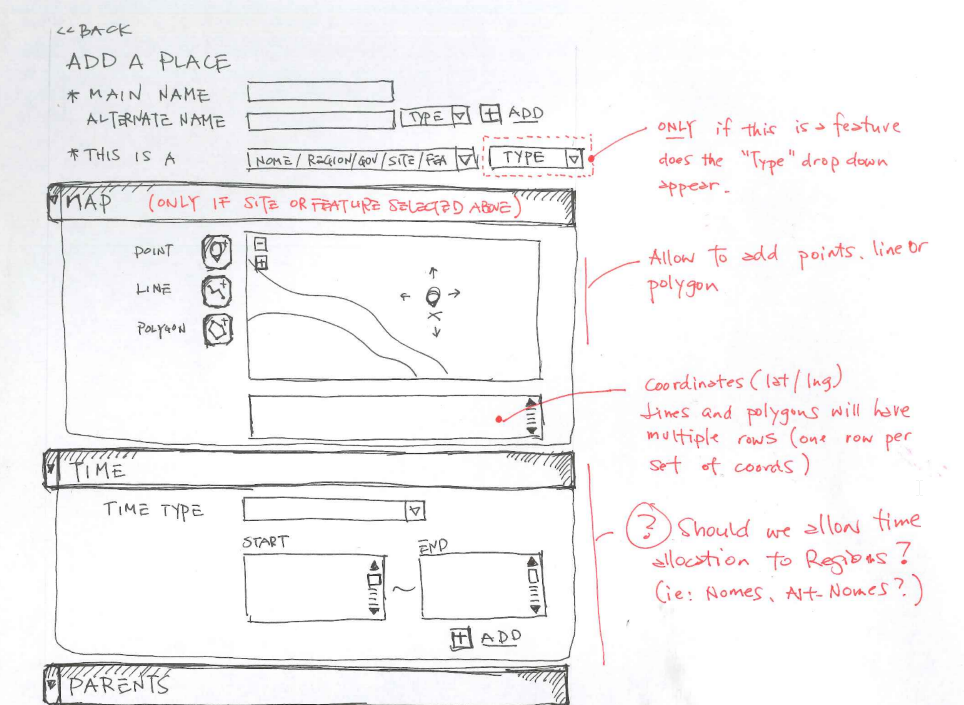 << BACK
ADD A PLACE
* MAIN NAME
ALTERNATE NAME TYPE ADD
* THIS IS A NOME/REGION/GOV/SITE/FEA TYPE
ONLY if this is a feature
does the "Type" drop down
appear.
MAP (ONLY IF SITE OR FEATURE SELECTED ABOVE)
POINT
LINE
POLYGON
Allow to add points. line or
polygon
Coordinates (lat/lng)
Lines and polygons will have
multiple rows (one row per
set of coords)
TIME
TIME TYPE
START ~ END
ADD
? Should we allow time
allocation to Regions?
(ie: Nomes, Alt-Nomes?)
PARENTS